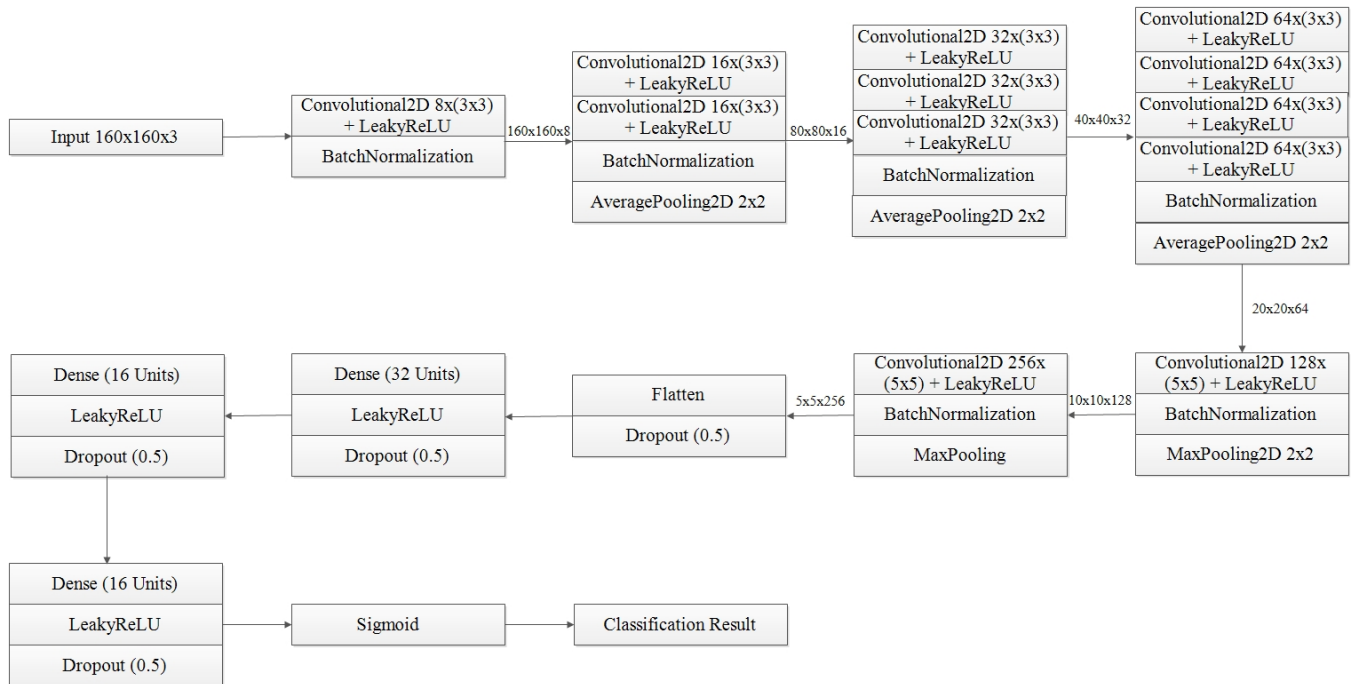 Input 160x160x3
Convolutional2D 8x(3x3)
+ LeakyReLU
BatchNormalization
160x160x8
Convolutional2D 16x(3x3)
+ LeakyReLU
Convolutional2D 16x(3x3)
+ LeakyReLU
BatchNormalization
AveragePooling2D 2x2
80x80x16
Convolutional2D 32x(3x3)
+ LeakyReLU
Convolutional2D 32x(3x3)
+ LeakyReLU
Convolutional2D 32x(3x3)
+ LeakyReLU
BatchNormalization
AveragePooling2D 2x2
40x40x32
Convolutional2D 64x(3x3)
+ LeakyReLU
Convolutional2D 64x(3x3)
+ LeakyReLU
Convolutional2D 64x(3x3)
+ LeakyReLU
Convolutional2D 64x(3x3)
+ LeakyReLU
BatchNormalization
AveragePooling2D 2x2
20x20x64
Convolutional2D 128x
(5x5) + LeakyReLU
BatchNormalization
MaxPooling2D 2x2
10x10x128
Convolutional2D 256x
(5x5) + LeakyReLU
BatchNormalization
MaxPooling
5x5x256
Flatten
Dropout (0.5)
Dense (32 Units)
LeakyReLU
Dropout (0.5)
Dense (16 Units)
LeakyReLU
Dropout (0.5)
Dense (16 Units)
LeakyReLU
Dropout (0.5)
Sigmoid
Classification Result